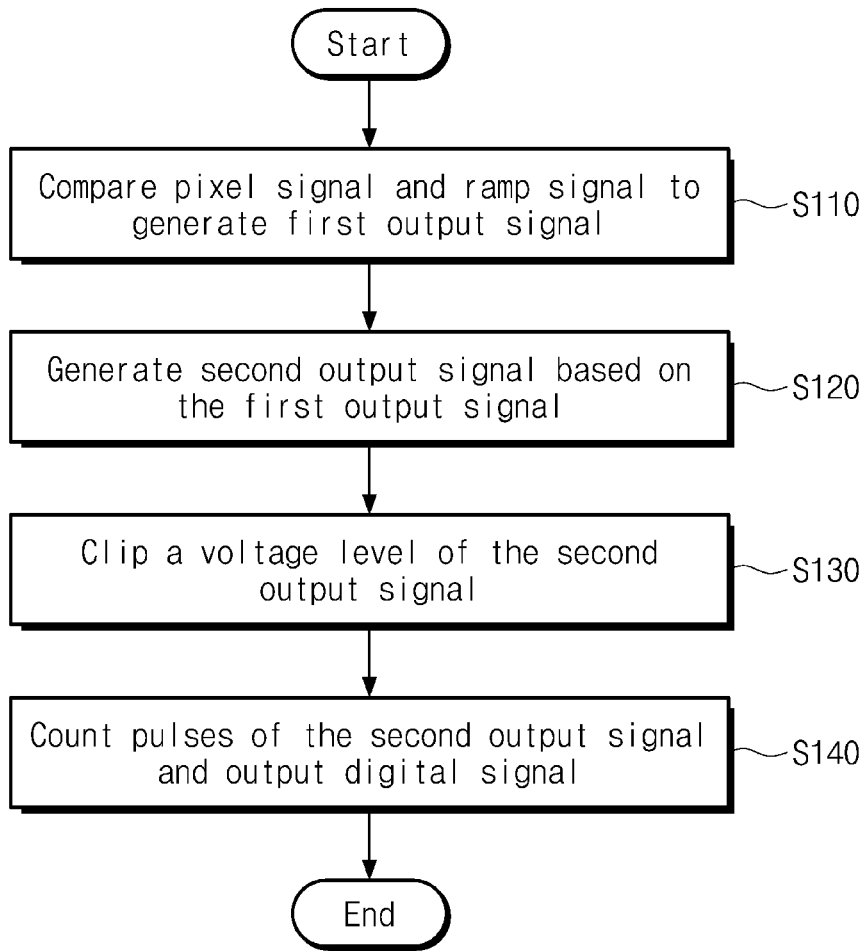 Start
Compare pixel signal and ramp signal to
generate first output signal
S110
Generate second output signal based on
the first output signal
S120
Clip a voltage level of the second
output signal
S130
Count pulses of the second output signal
and output digital signal
S140
End